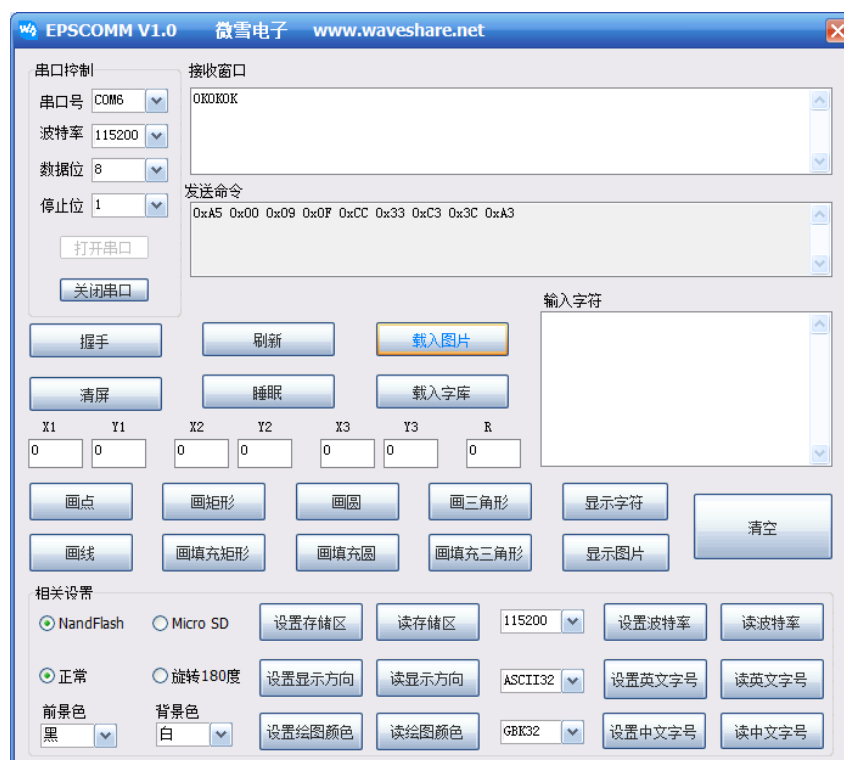 EPSCOMM V1.0 微雪电子 www.waveshare.net
串口控制
串口号 COM6
波特率 115200
数据位 8
停止位 1
打开串口
关闭串口
接收窗口
OKOKOK
发送命令
0xA5 0x00 0x09 0x0F 0xCC 0x33 0xC3 0x3C 0xA3
输入字符
握手 刷新 载入图片
清屏 睡眠 载入字库
X1 Y1 X2 Y2 X3 Y3 R
0 0 0 0 0 0 0
画点 画矩形 画圆 画三角形 显示字符
清空
画线 画填充矩形 画填充圆 画填充三角形 显示图片
相关设置
NandFlash Micro SD 设置存储区 读存储区 115200 设置波特率 读波特率
正常 旋转180度 设置显示方向 读显示方向 ASCII32 设置英文字号 读英文字号
前景色 背景色
黑 白 设置绘图颜色 读绘图颜色 GBK32 设置中文字号 读中文字号